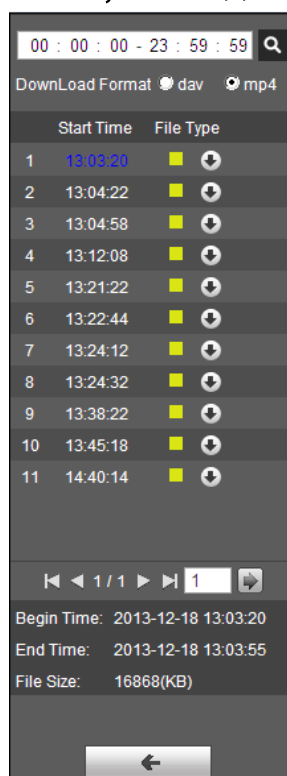 00 : 00 : 00 - 23 : 59 : 59
DownLoad Format dav mp4
Start Time File Type
1 13:03:20
2 13:04:22
3 13:04:58
4 13:12:08
5 13:21:22
6 13:22:44
7 13:24:12
8 13:24:32
9 13:38:22
10 13:45:18
11 14:40:14
1 / 1 1
Begin Time: 2013-12-18 13:03:20
End Time: 2013-12-18 13:03:55
File Size: 16868(KB)